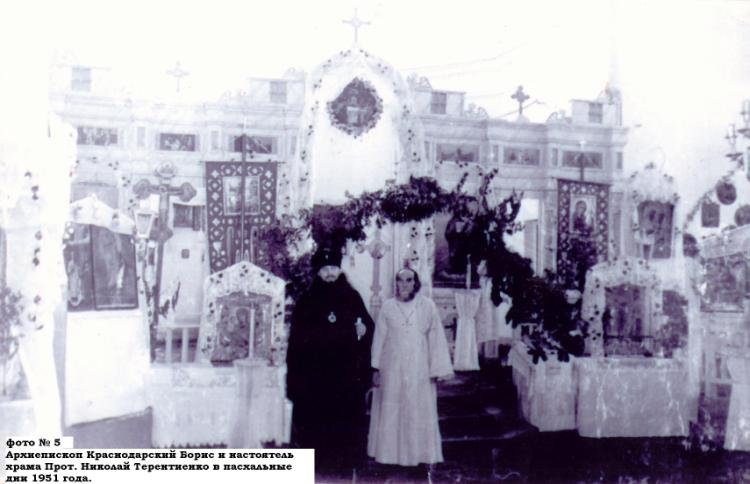 фото № 5
Архиепископ Краснодарский Борис и настоятель
храма Прот. Николай Терентиенко в пасхальные
дни 1951 года.